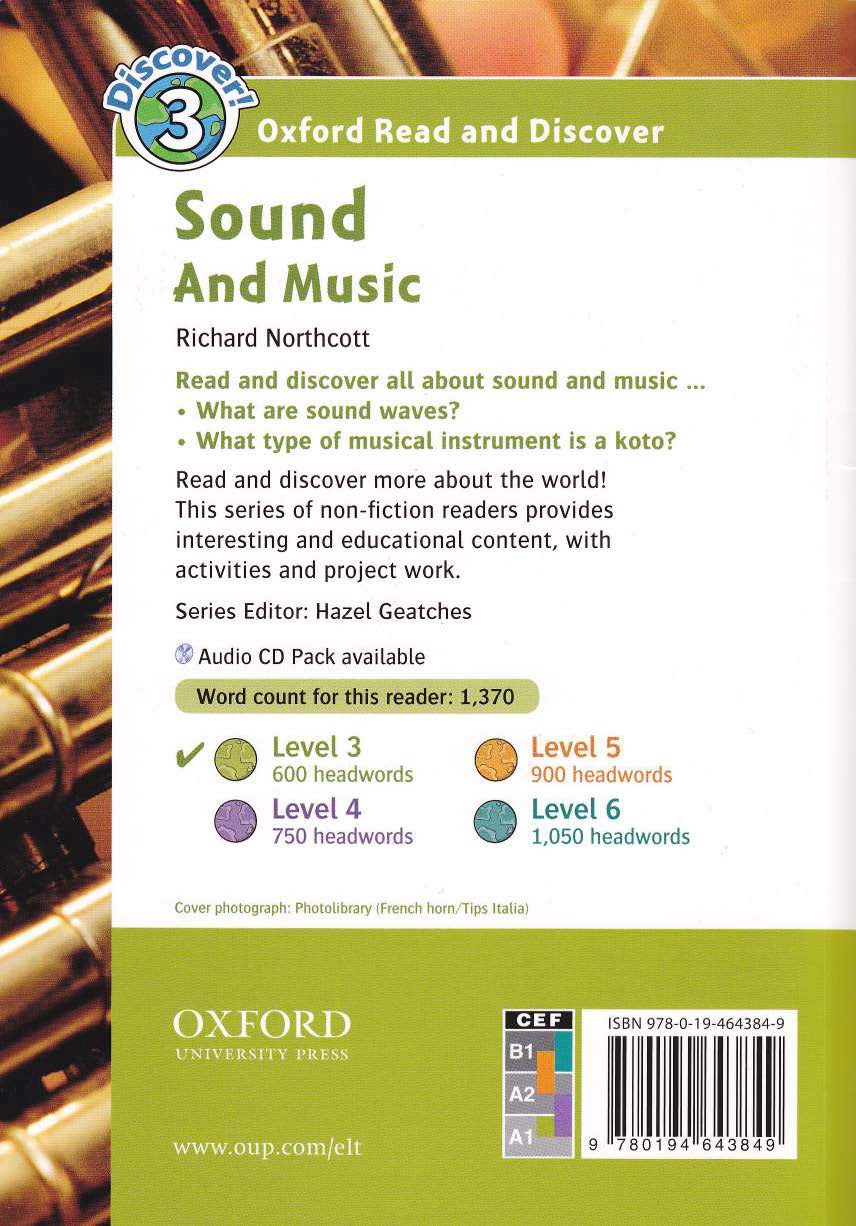 Discover!
3
Oxford Read and Discover
Sound
And Music
Richard Northcott
Read and discover all about sound and music ...
• What are sound waves?
• What type of musical instrument is a koto?
Read and discover more about the world!
This series of non-fiction readers provides
interesting and educational content, with
activities and project work.
Series Editor: Hazel Geatches
Audio CD Pack available
Word count for this reader: 1,370
✓ Level 3
600 headwords
Level 4
750 headwords
Level 5
900 headwords
Level 6
1,050 headwords
Cover photograph: Photolibrary (French horn/Tips Italia)
OXFORD
UNIVERSITY PRESS
www.oup.com/elt
CEF
B1
A2
A1
ISBN 978-0-19-464384-9
9 780194 643849